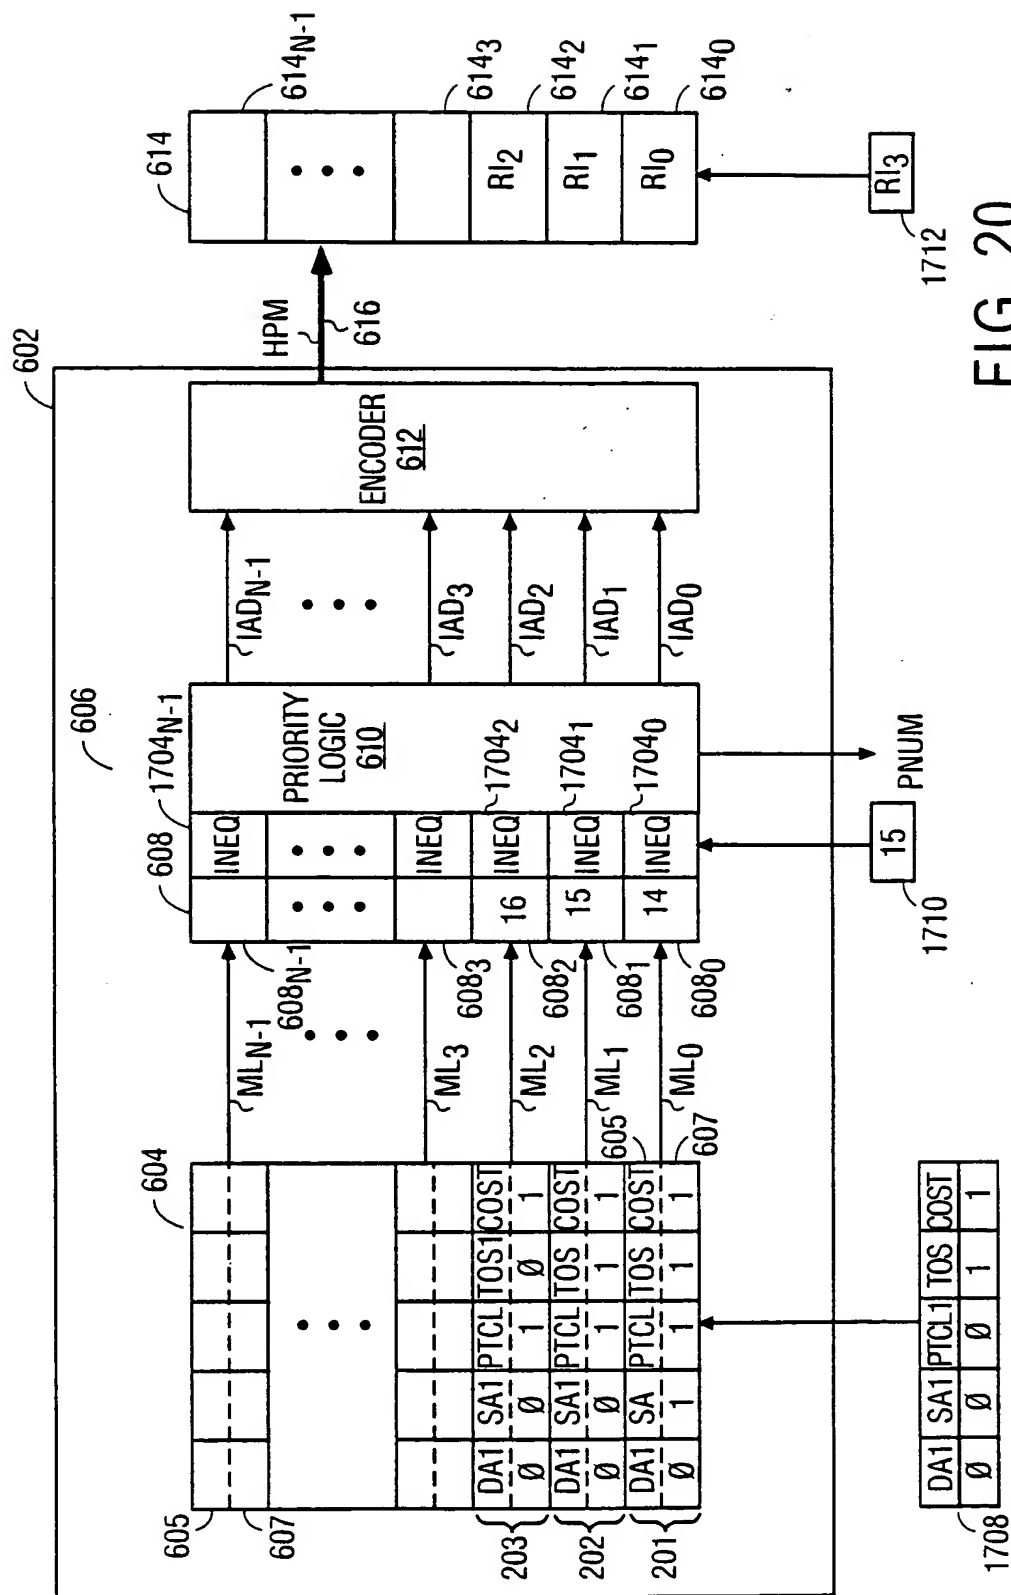 602
606
604
605
607
DA1 SA1 PTCL TOS1 COST
Ø Ø 1 Ø 1
DA1 SA1 PTCL TOS COST
Ø Ø 1 1 1
DA1 SA PTCL TOS COST
Ø 1 1 1 1
203
202
201
605
607
MLN-1
ML3
ML2
ML1
ML0
608
608N-1
6083
6082
6081
6080
16
15
14
1704N-1
INEQ
INEQ
INEQ
INEQ
INEQ
17042
17041
17040
PRIORITY
LOGIC
610
IADN-1
IAD3
IAD2
IAD1
IAD0
ENCODER
612
HPM
616
614
614N-1
6143
6142
6141
6140
RI2
RI1
RI0
DA1 SA1 PTCL1 TOS COST
Ø Ø Ø 1 1
1708
15
1710
PNUM
RI3
1712
FIG 20